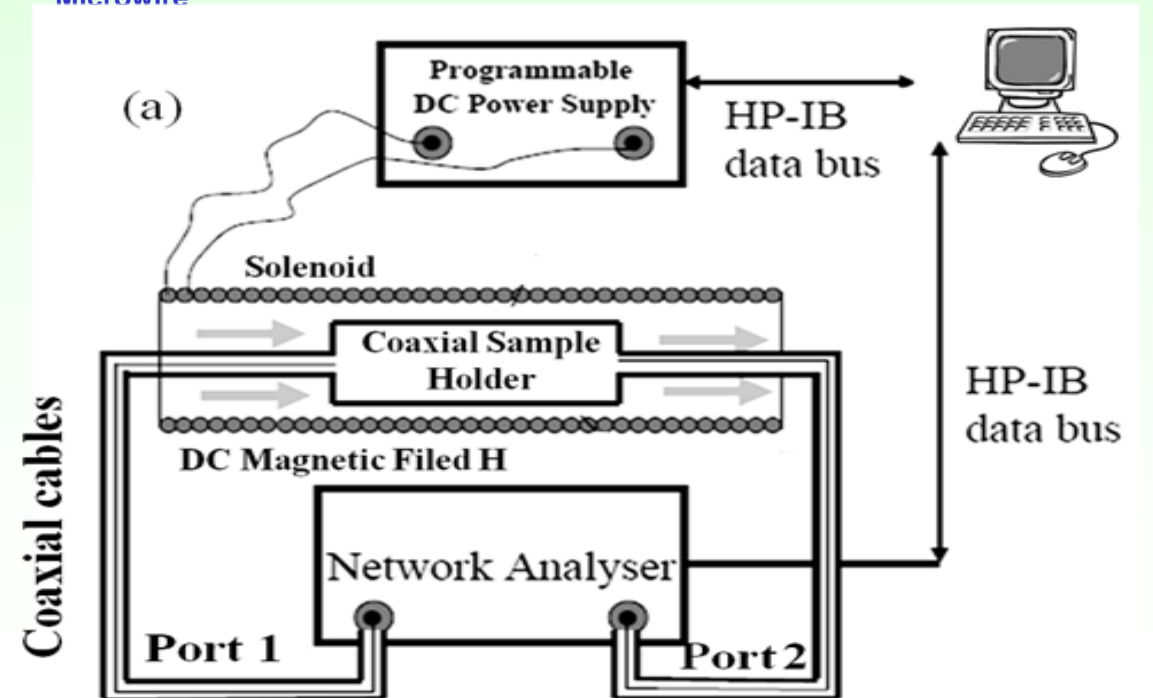 Microwire
(a)
Programmable
DC Power Supply
HP-IB
data bus
Solenoid
Coaxial Sample
Holder
DC Magnetic Filed H
HP-IB
data bus
Coaxial cables
Network Analyser
Port 1
Port 2